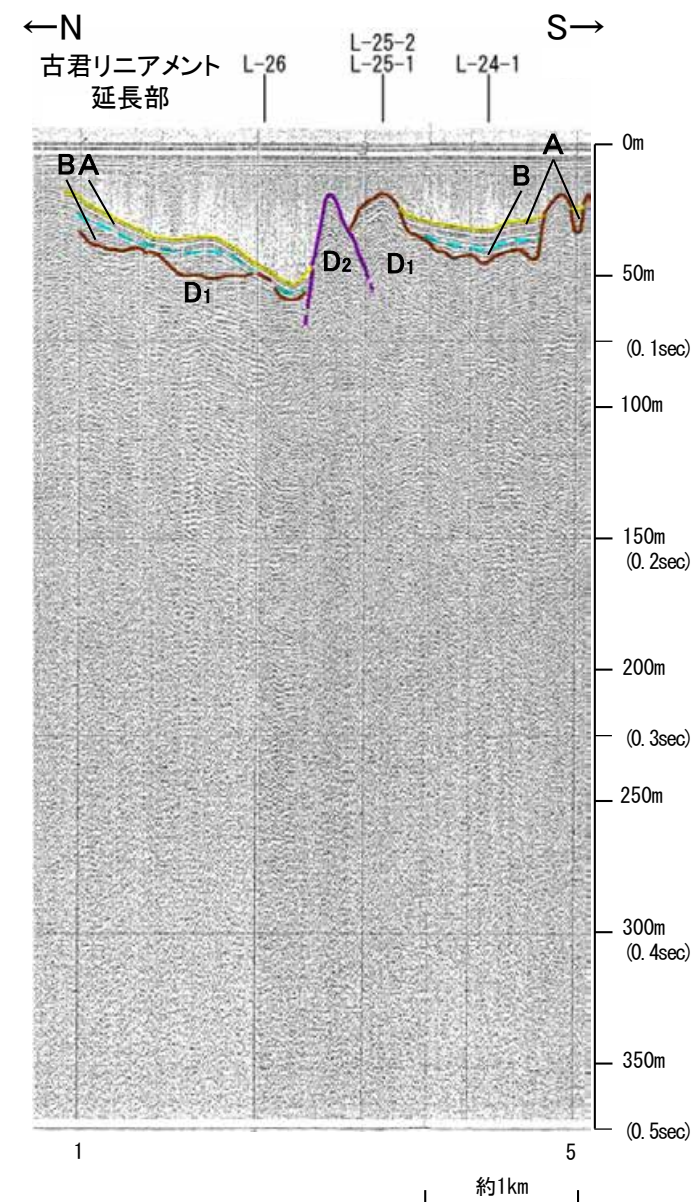 ←N
S→
古君リニアメント
延長部
L-26
L-25-2
L-25-1
L-24-1
0m
A
B A
B
D2
D1
D1
50m
(0.1sec)
100m
150m
(0.2sec)
200m
(0.3sec)
250m
300m
(0.4sec)
350m
(0.5sec)
1
5
約1km